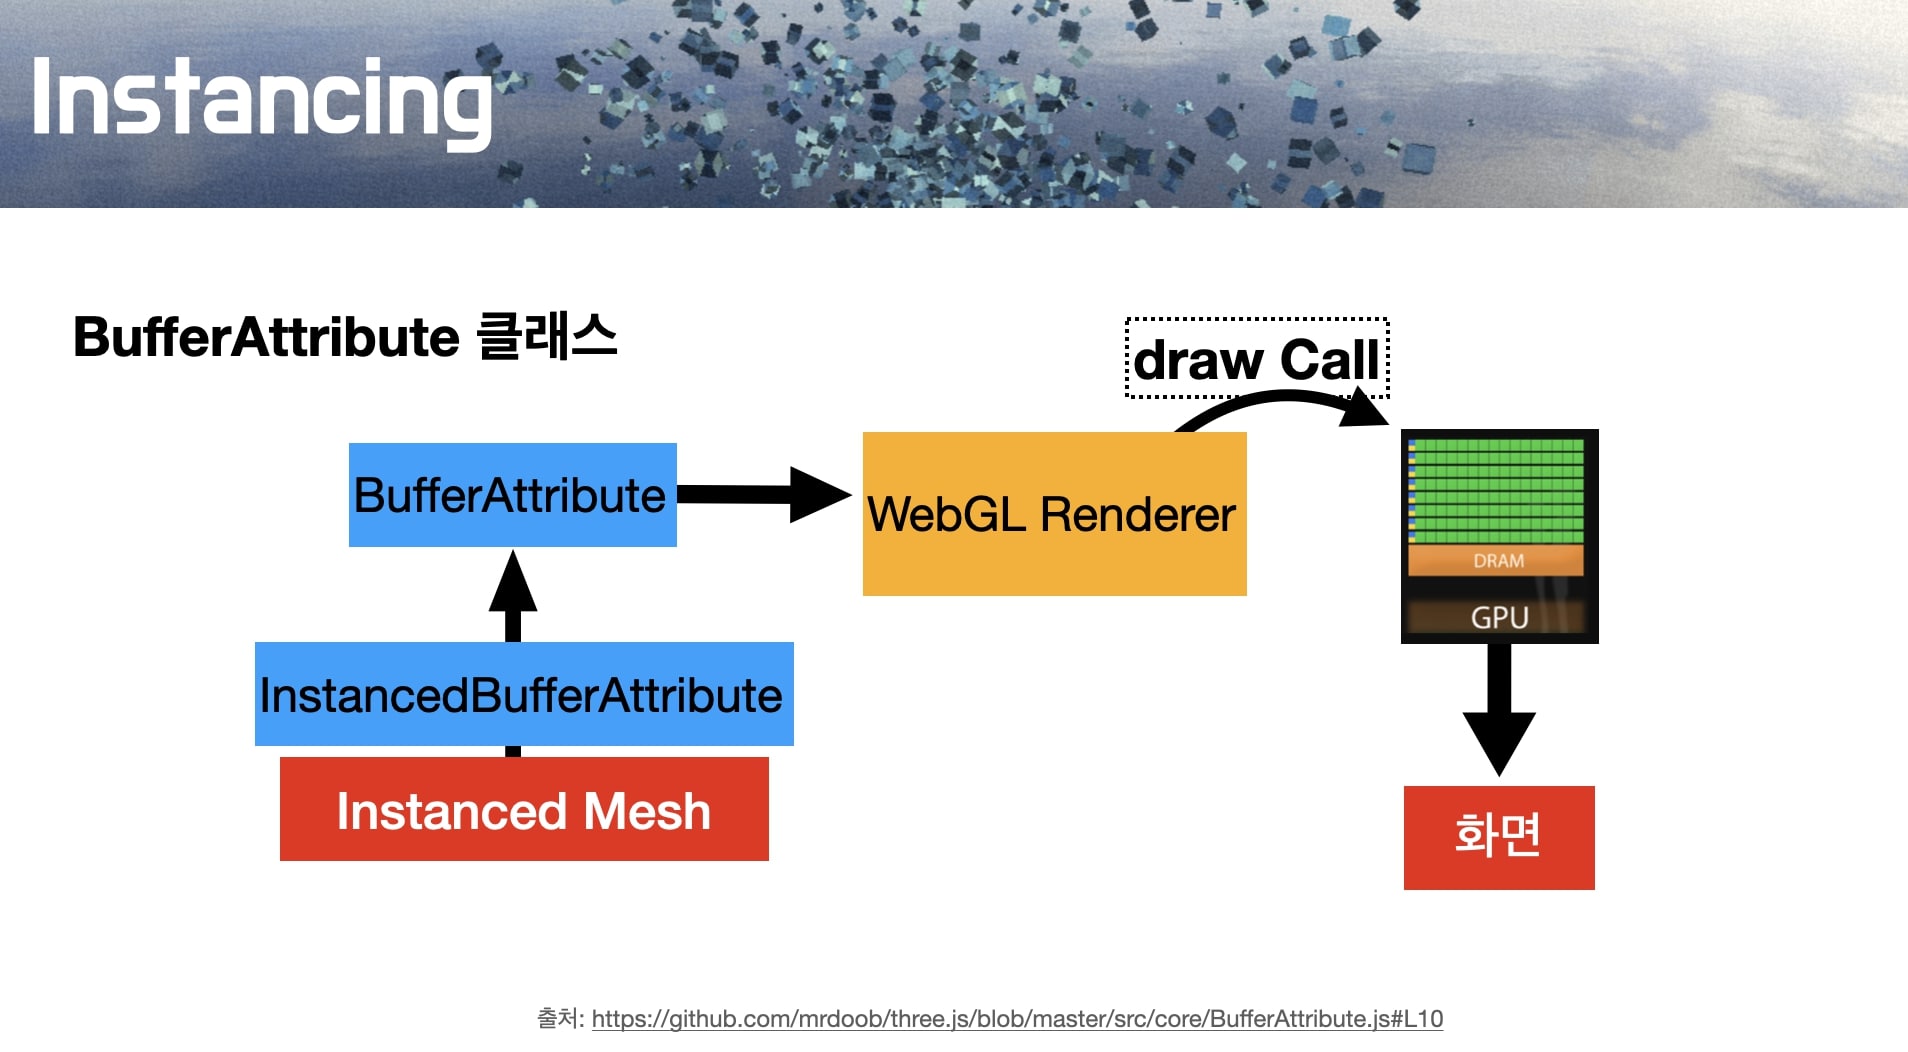 Instancing
BufferAttribute 클래스
draw Call
BufferAttribute
WebGL Renderer
DRAM
GPU
InstancedBufferAttribute
Instanced Mesh
화면
출처: https://github.com/mrdoob/three.js/blob/master/src/core/BufferAttribute.js#L10